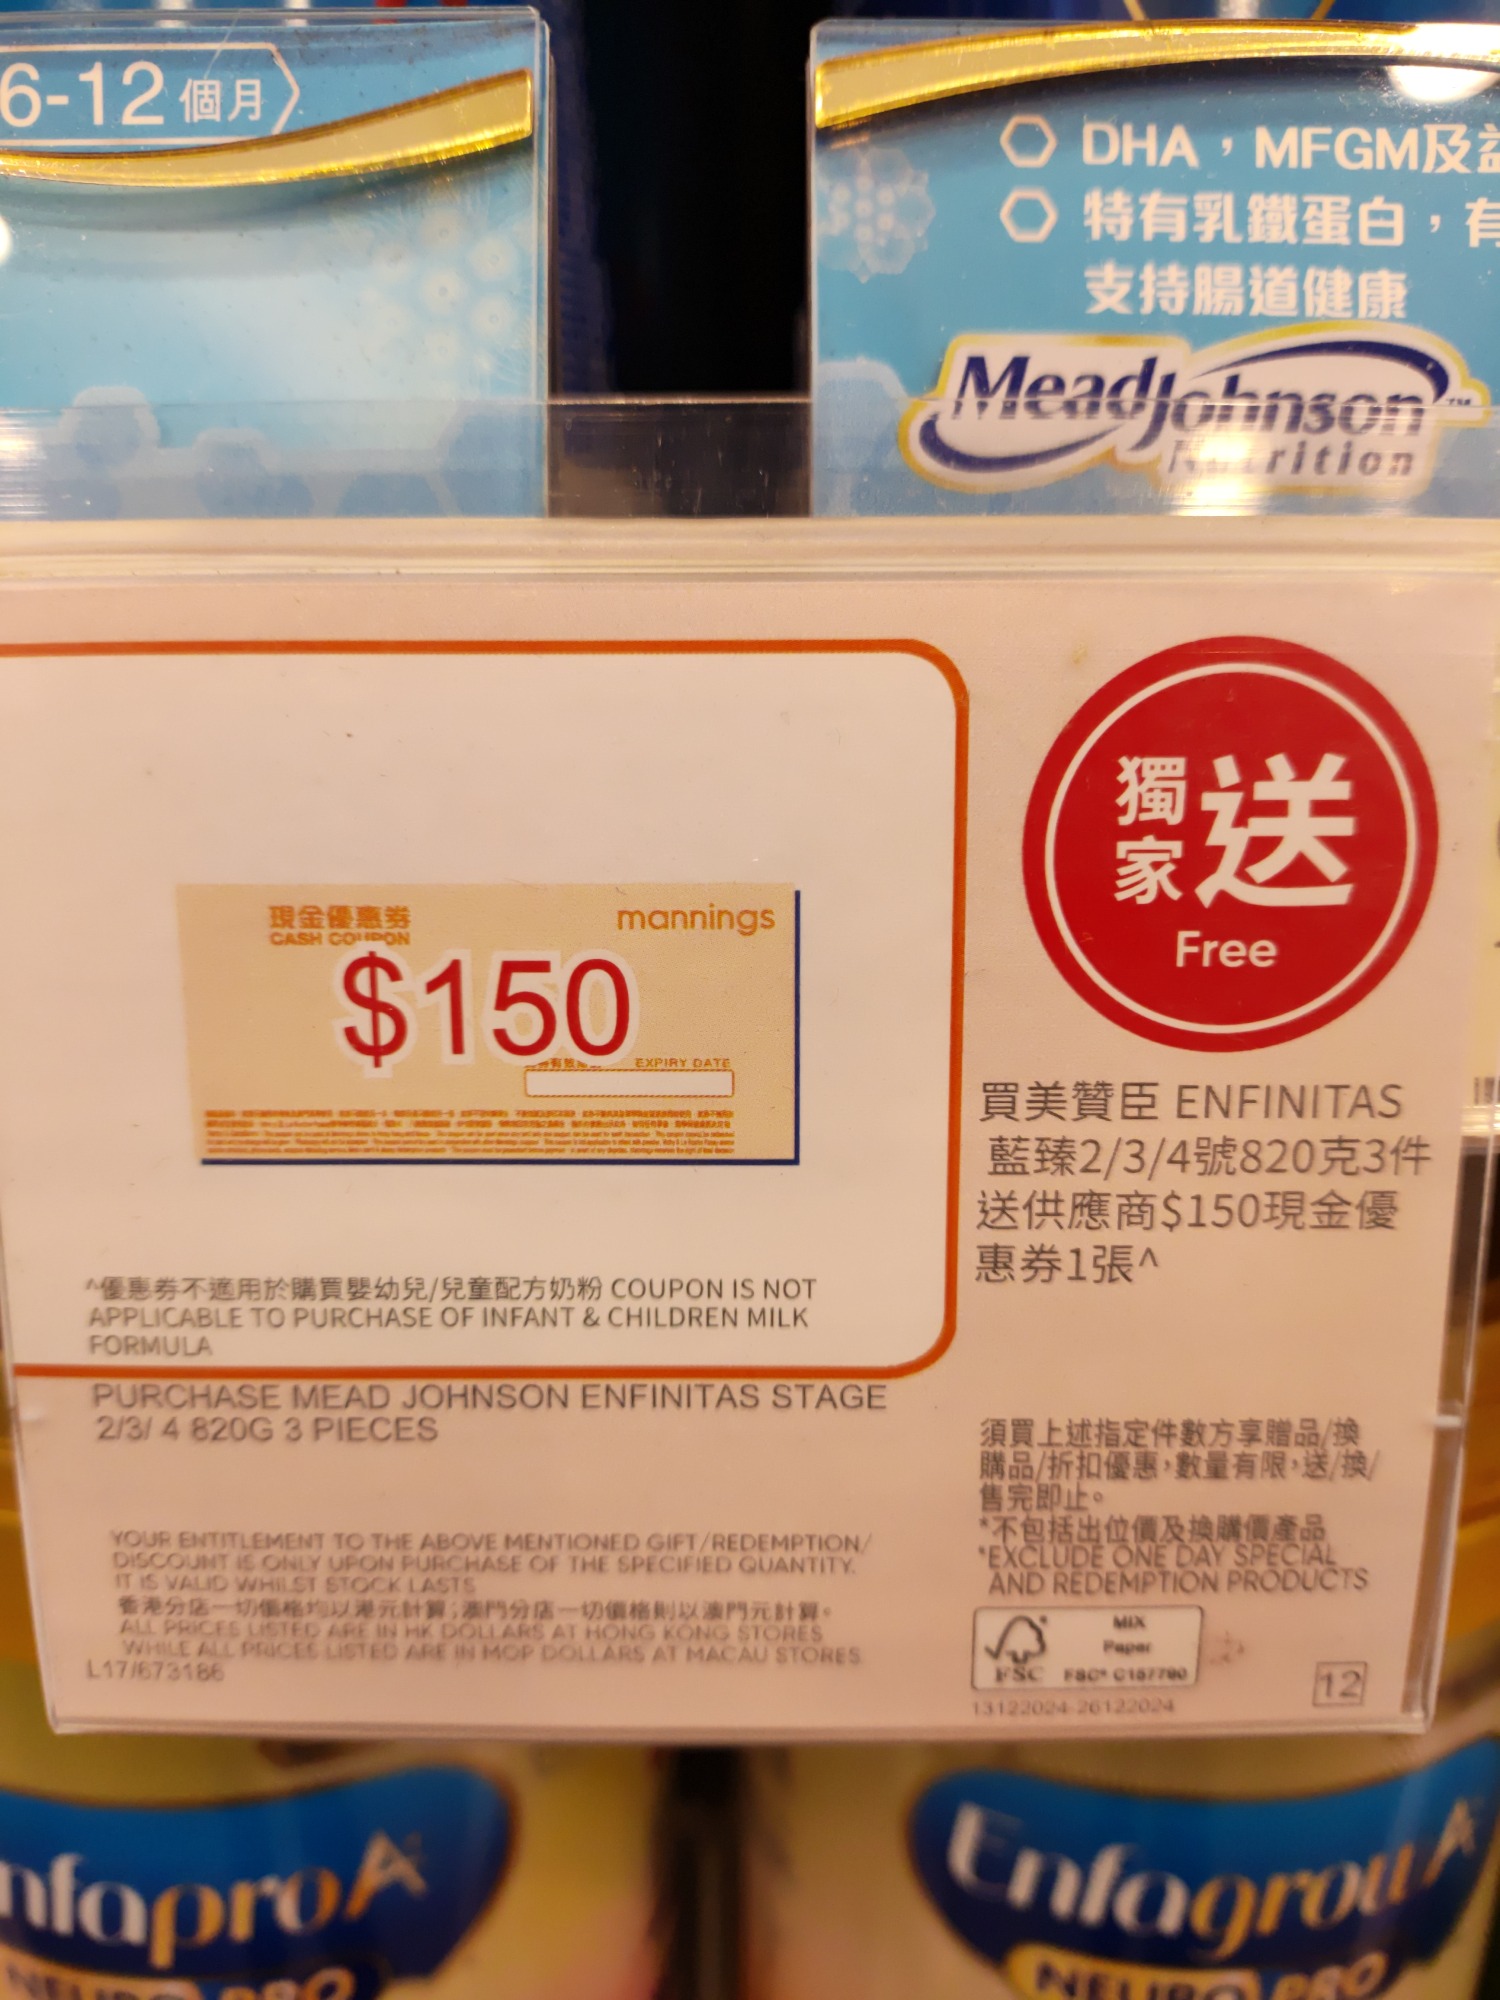 6-12個月
DHA，MFGM及
特有乳鐵蛋白，有
支持腸道健康
MeadJohnson™
Nutrition
現金優惠券
CASH COUPON
mannings
$150
EXPIRY DATE
獨家送
Free
買美贊臣 ENFINITAS
藍臻2/3/4號820克3件
送供應商$150現金優
惠券1張^
^優惠券不適用於購買嬰幼兒/兒童配方奶粉 COUPON IS NOT
APPLICABLE TO PURCHASE OF INFANT & CHILDREN MILK
FORMULA
PURCHASE MEAD JOHNSON ENFINITAS STAGE
2/3/ 4 820G 3 PIECES
須買上述指定件數方享贈品/換
購品/折扣優惠，數量有限，送/換/
售完即止。
*不包括出位價及換購價產品
*EXCLUDE ONE DAY SPECIAL
AND REDEMPTION PRODUCTS
YOUR ENTITLEMENT TO THE ABOVE MENTIONED GIFT/REDEMPTION/
DISCOUNT IS ONLY UPON PURCHASE OF THE SPECIFIED QUANTITY.
IT IS VALID WHILST STOCK LASTS
香港分店一切價格均以港元計算；澳門分店一切價格則以澳門元計算。
ALL PRICES LISTED ARE IN HK DOLLARS AT HONG KONG STORES
WHILE ALL PRICES LISTED ARE IN MOP DOLLARS AT MACAU STORES
L17/673186
FSC
MIX
Paper
FSC® C157790
12
13122024-26122024
nfaproA+
NEURO PRO
EnfagrowA+
NEURO PRO